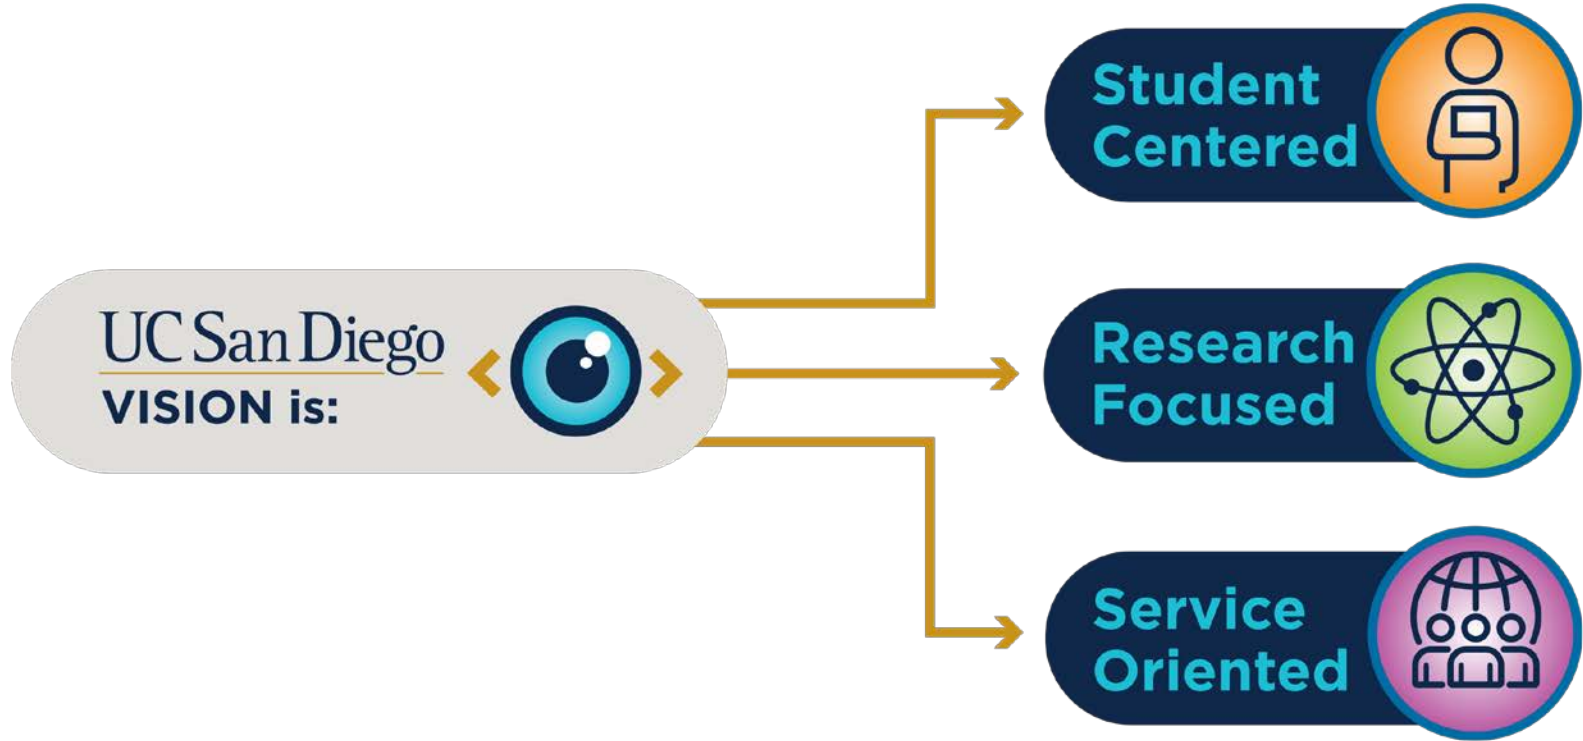 UC San Diego
VISION is:
Student
Centered
Research
Focused
Service
Oriented